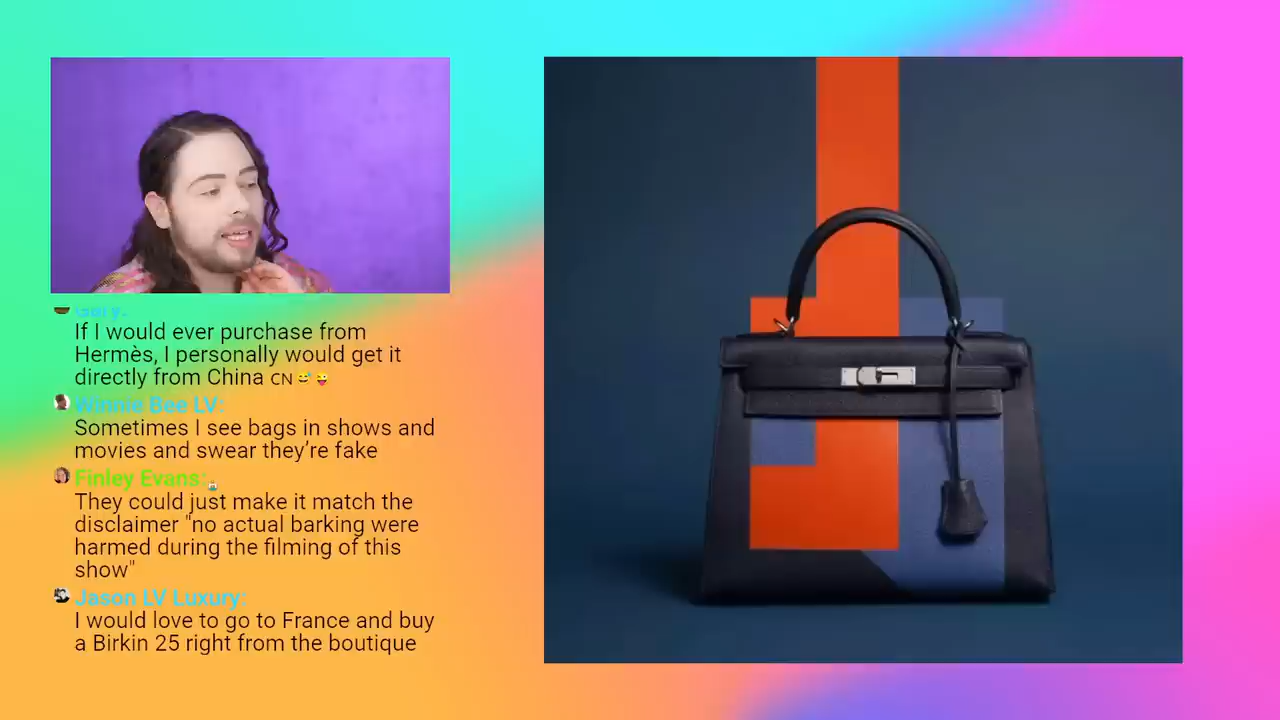 Gary:
If I would ever purchase from
Hermès, I personally would get it
directly from China CN 😅😜
Winnie Bee LV:
Sometimes I see bags in shows and
movies and swear they're fake
Finley Evans:
They could just make it match the
disclaimer "no actual barking were
harmed during the filming of this
show"
Jason LV Luxury:
I would love to go to France and buy
a Birkin 25 right from the boutique